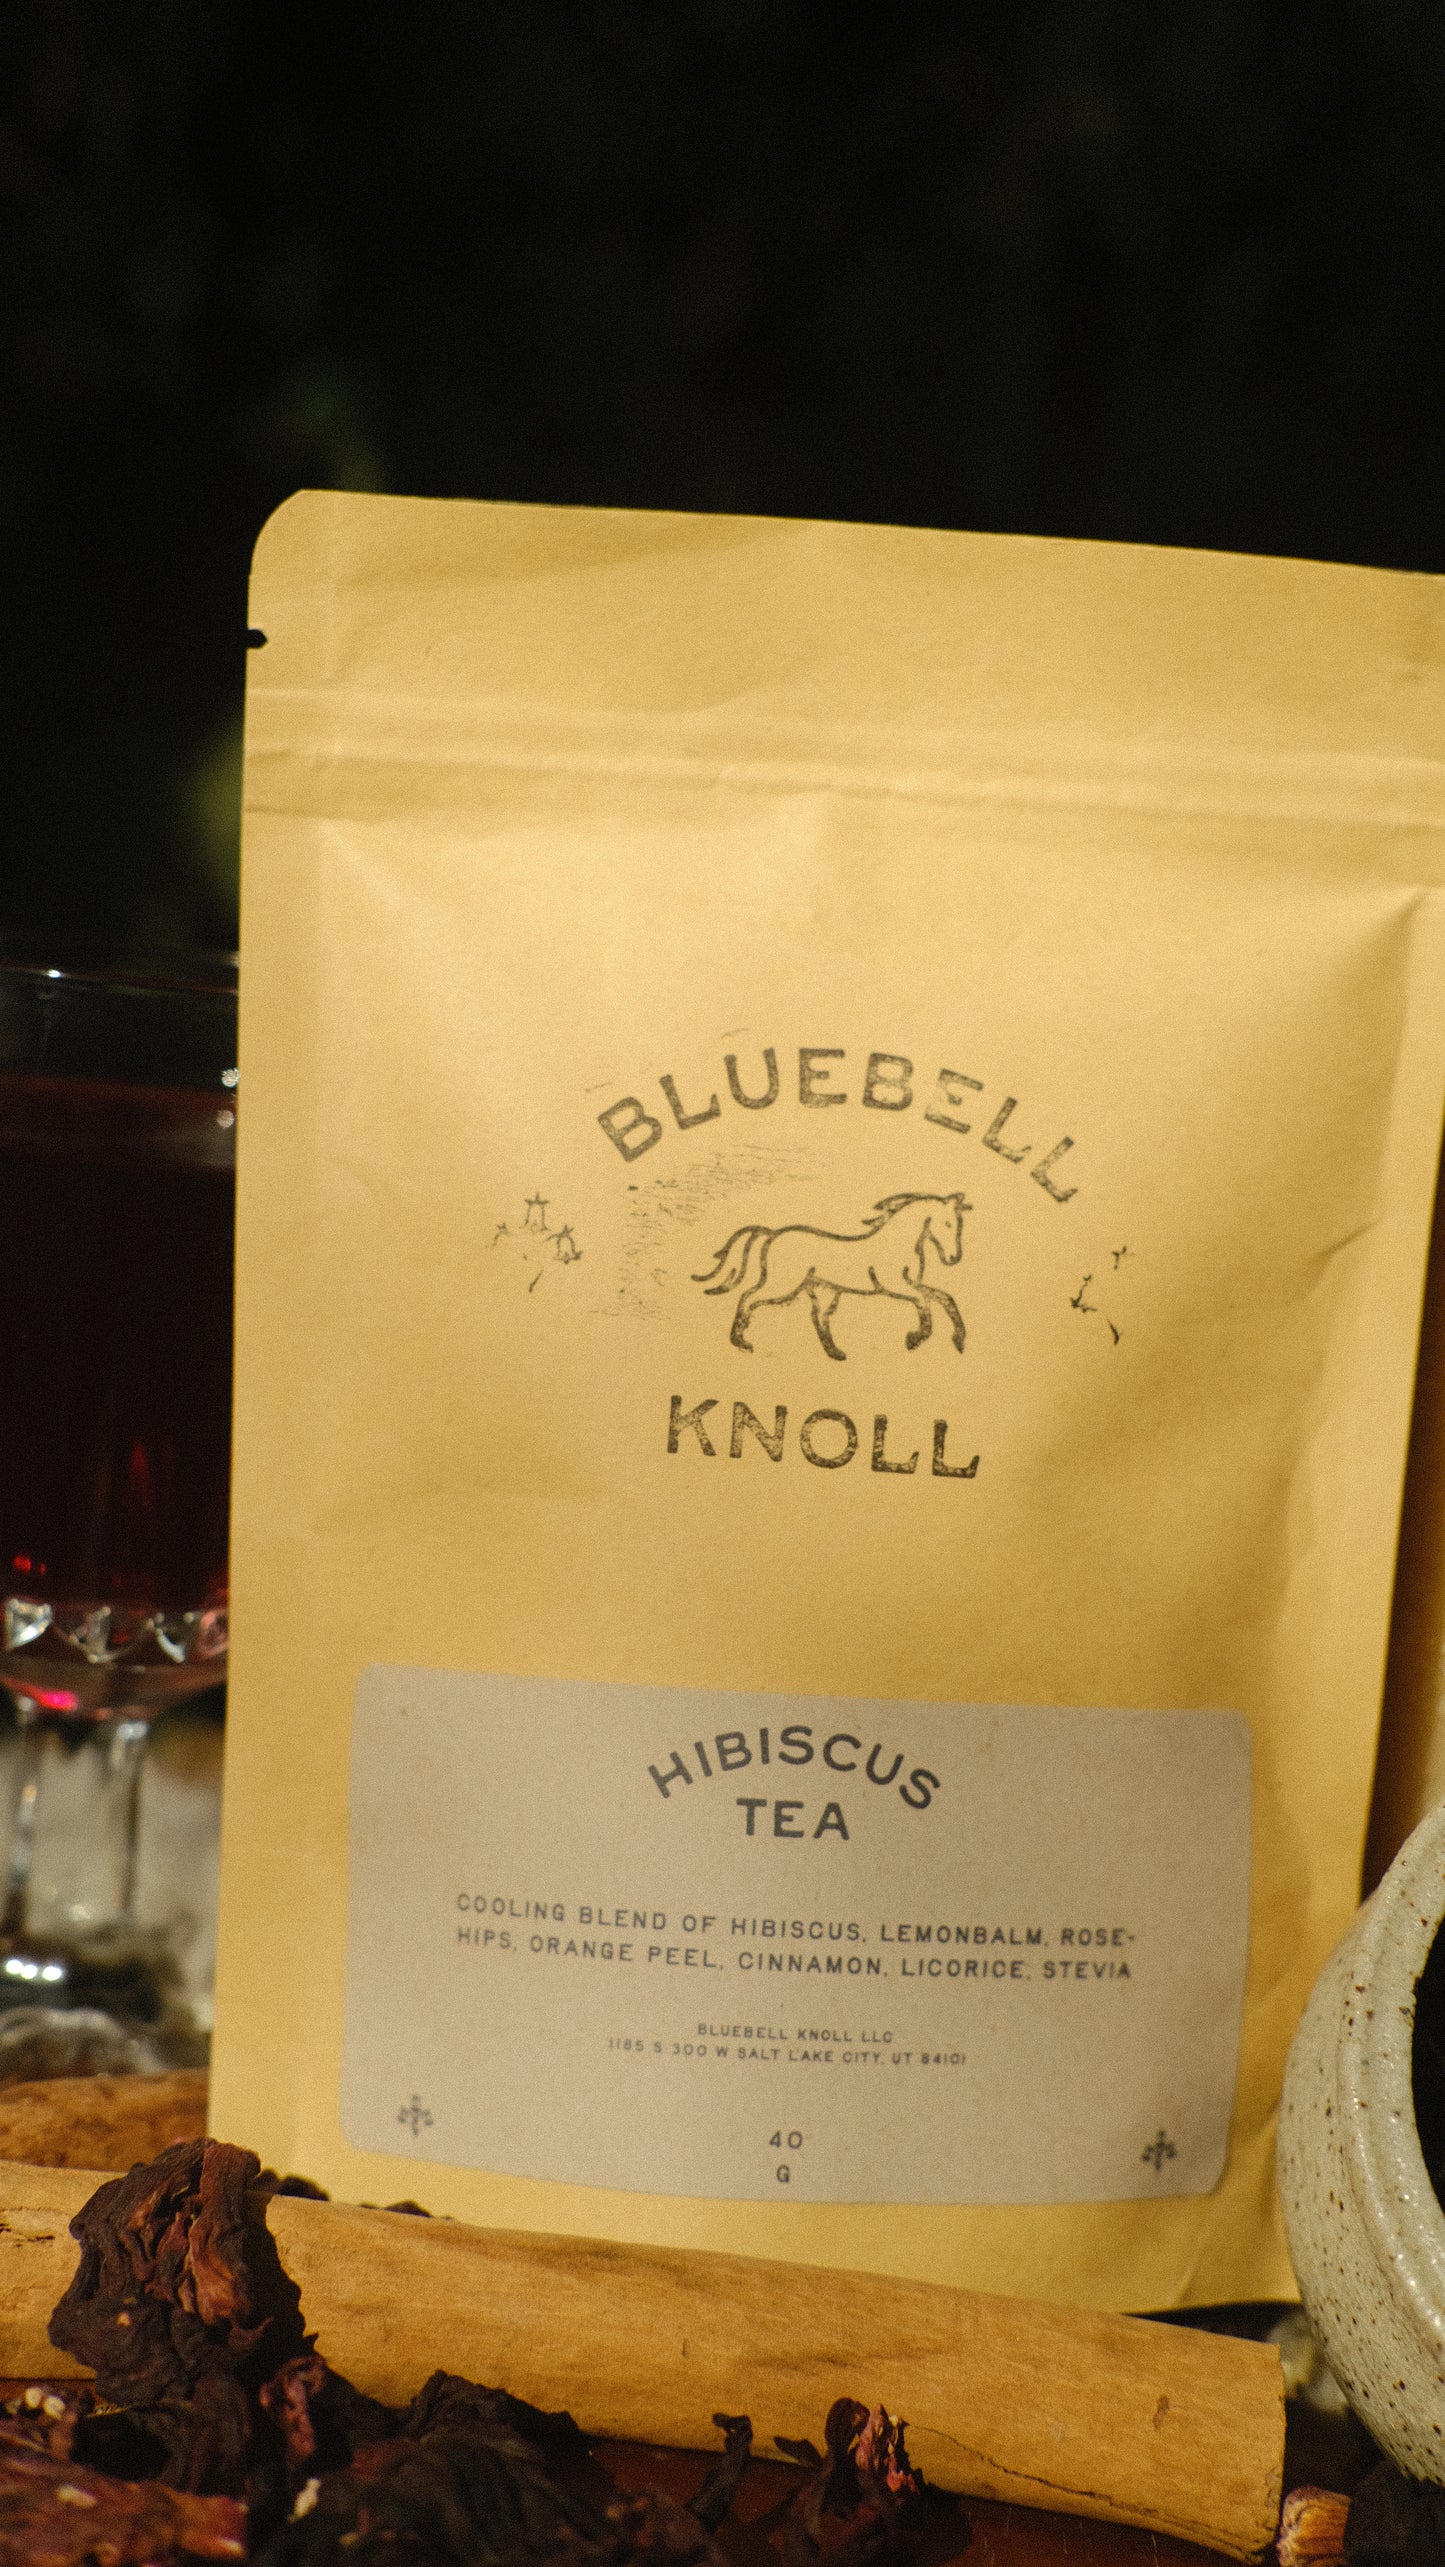 BLUEBELL
KNOLL
HIBISCUS
TEA
COOLING BLEND OF HIBISCUS, LEMONBALM, ROSE-
HIPS, ORANGE PEEL, CINNAMON, LICORICE, STEVIA
BLUEBELL KNOLL LLC
1185 S 300 W SALT LAKE CITY, UT 84101
40
G